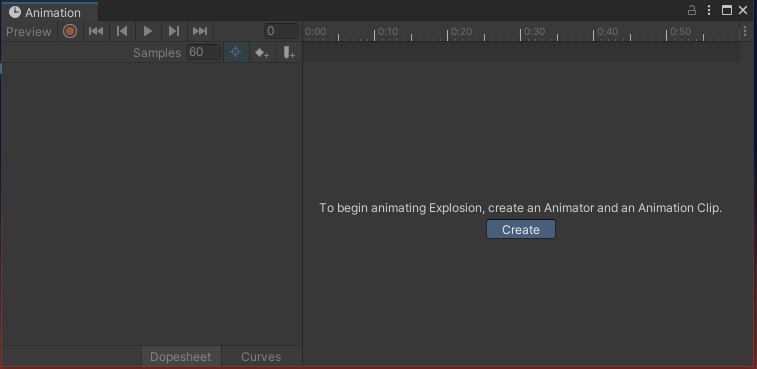 Animation
Preview 0 0:00 0:10 0:20 0:30 0:40 0:50
Samples 60
To begin animating Explosion, create an Animator and an Animation Clip.
Create
Dopesheet Curves